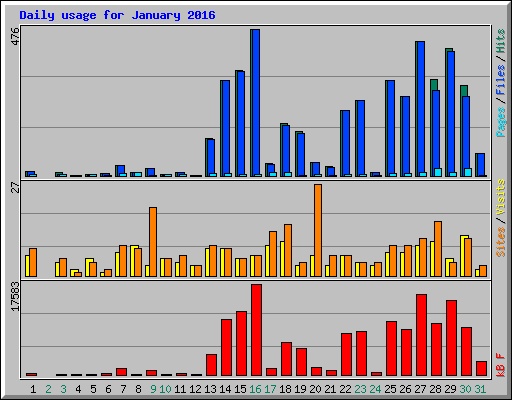 Daily usage for January 2016
476
27
17583
Pages / Files / Hits
Sites / Visits
kB F
1 2 3 4 5 6 7 8 9 10 11 12 13 14 15 16 17 18 19 20 21 22 23 24 25 26 27 28 29 30 31